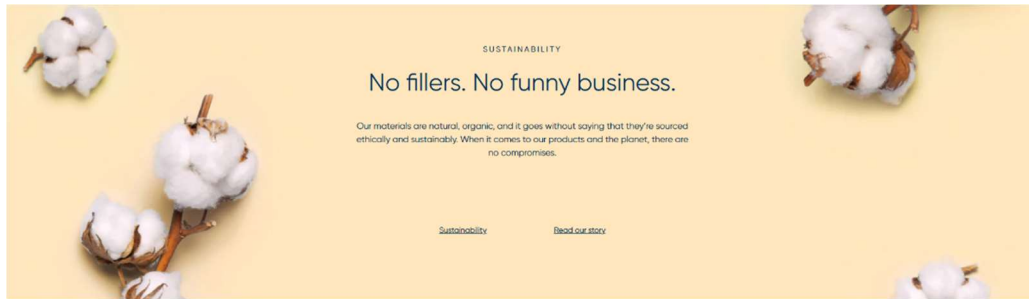 SUSTAINABILITY
No fillers. No funny business.
Our materials are natural, organic, and it goes without saying that they're sourced
ethically and sustainably. When it comes to our products and the planet, there are
no compromises.
Sustainability
Read our story